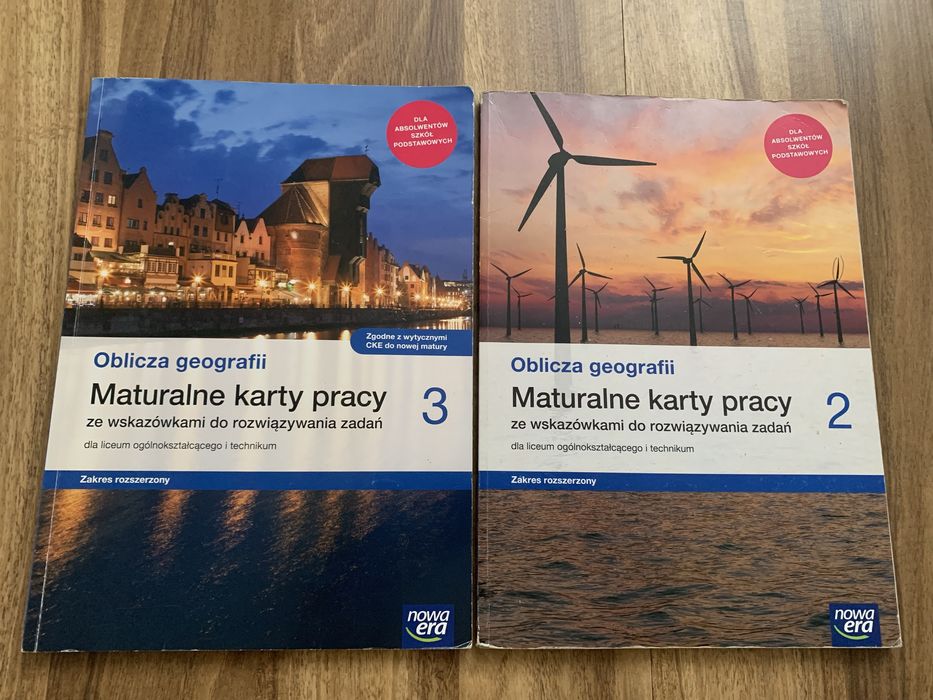 DLA
ABSOLWENTÓW
SZKÓŁ
PODSTAWOWYCH
Zgodne z wytycznymi
CKE do nowej matury
Oblicza geografii
Maturalne karty pracy
3
ze wskazówkami do rozwiązywania zadań
dla liceum ogólnokształcącego i technikum
Zakres rozszerzony
nowa
era
DLA
ABSOLWENTÓW
SZKÓŁ
PODSTAWOWYCH
Oblicza geografii
Maturalne karty pracy
2
ze wskazówkami do rozwiązywania zadań
dla liceum ogólnokształcącego i technikum
Zakres rozszerzony
nowa
era